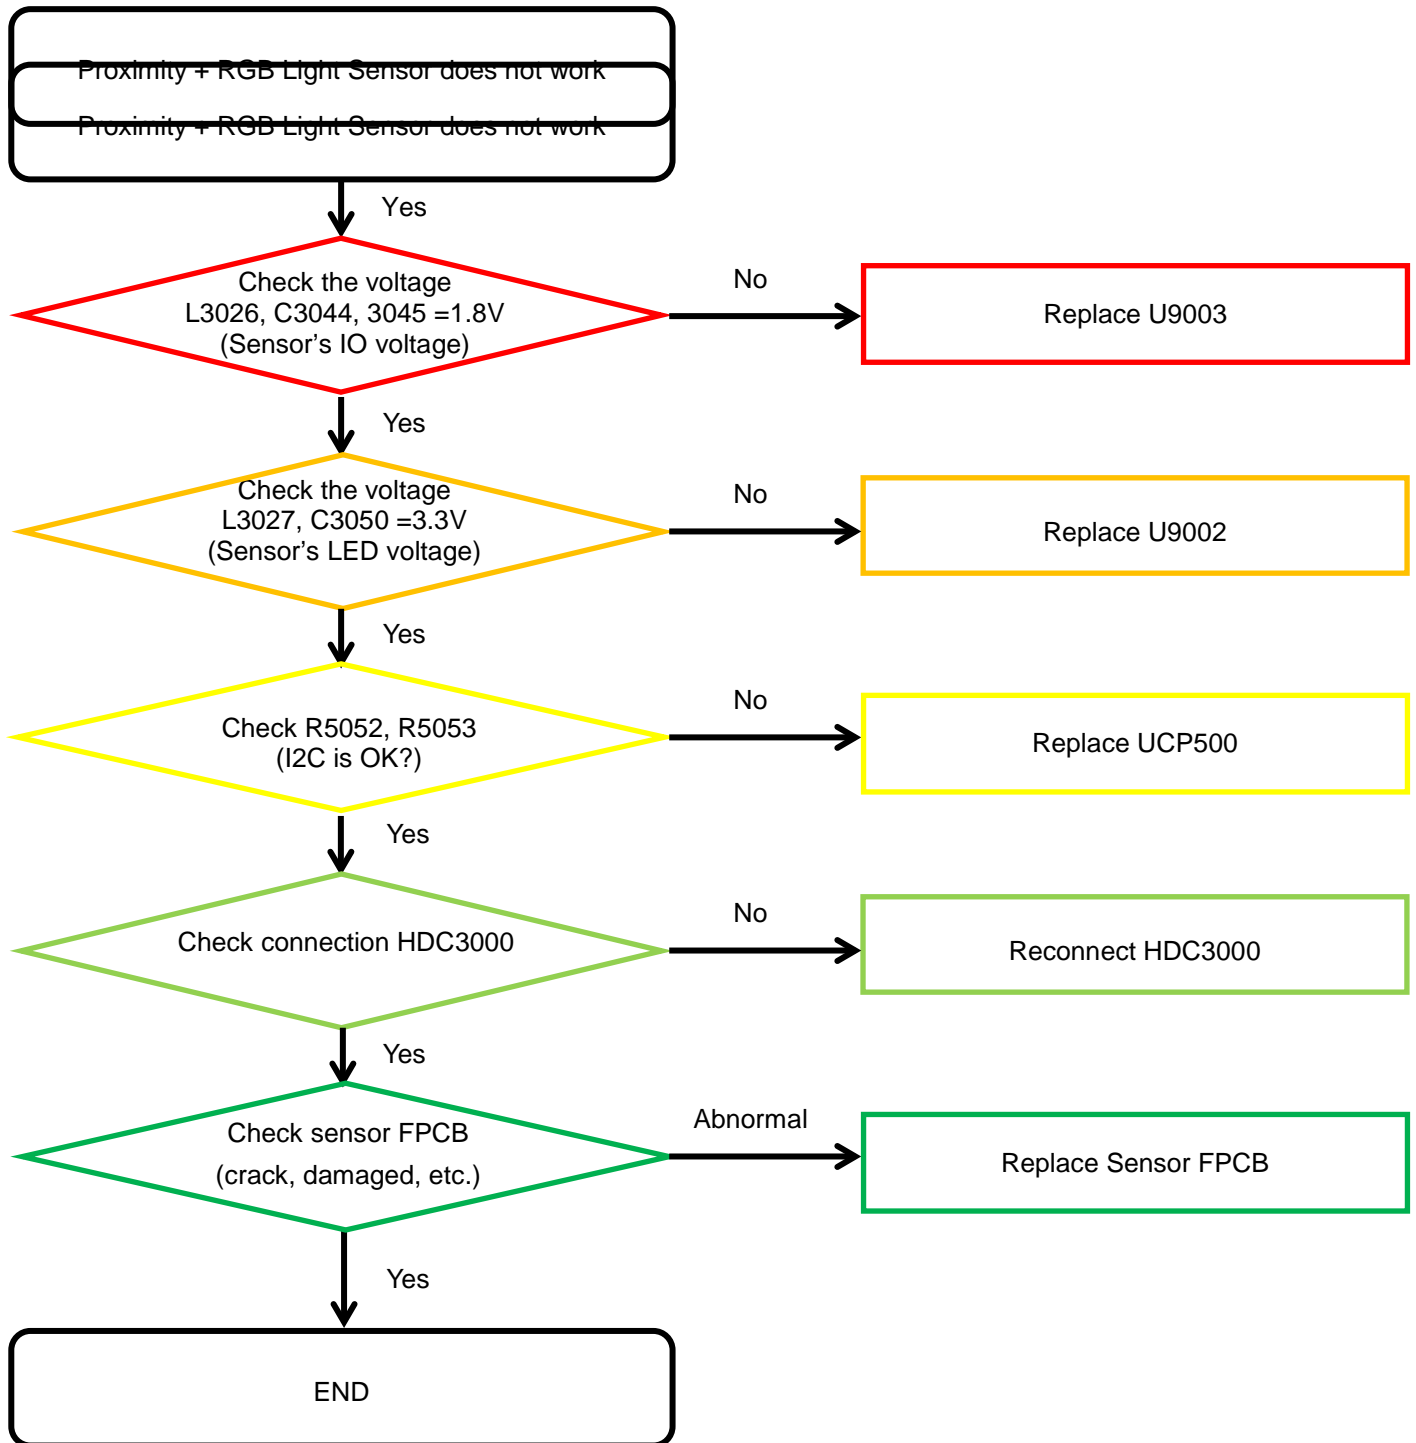 Proximity + RGB Light Sensor does not work
Proximity + RGB Light Sensor does not work
Yes
Check the voltage
L3026, C3044, 3045 =1.8V
(Sensor’s IO voltage)
No
Replace U9003
Yes
Check the voltage
L3027, C3050 =3.3V
(Sensor’s LED voltage)
No
Replace U9002
Yes
Check R5052, R5053
(I2C is OK?)
No
Replace UCP500
Yes
Check connection HDC3000
No
Reconnect HDC3000
Yes
Check sensor FPCB
(crack, damaged, etc.)
Abnormal
Replace Sensor FPCB
Yes
END